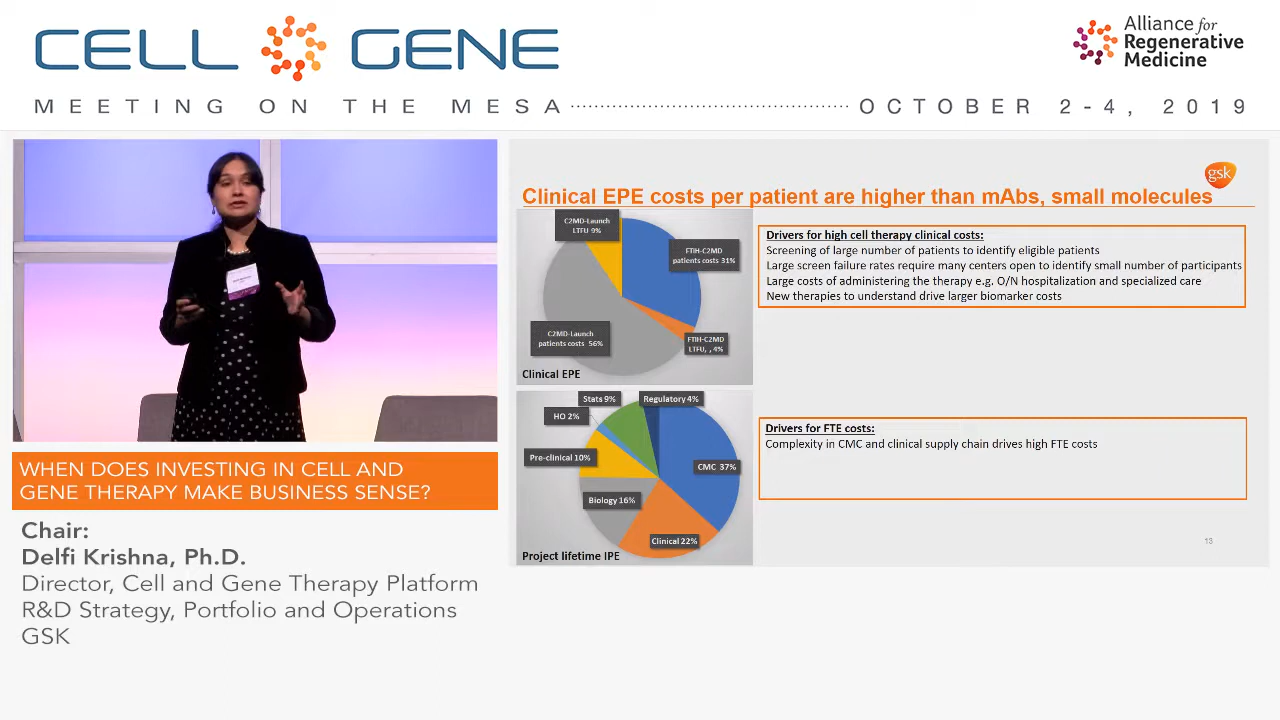 CELL GENE
Alliance for
Regenerative
Medicine
MEETING ON THE MESA
OCTOBER 2-4, 2019
gsk
Clinical EPE costs per patient are higher than mAbs, small molecules
C2MD-Launch
LTFU 9%
FTIH-C2MD
patients costs 31%
C2MD-Launch
patients costs 56%
FTIH-C2MD
LTFU, , 4%
Clinical EPE
Drivers for high cell therapy clinical costs:
Screening of large number of patients to identify eligible patients
Large screen failure rates require many centers open to identify small number of participants
Large costs of administering the therapy e.g. O/N hospitalization and specialized care
New therapies to understand drive larger biomarker costs
Stats 9%
Regulatory 4%
HO 2%
Pre-clinical 10%
CMC 37%
Biology 16%
Clinical 22%
Project lifetime IPE
Drivers for FTE costs:
Complexity in CMC and clinical supply chain drives high FTE costs
13
WHEN DOES INVESTING IN CELL AND
GENE THERAPY MAKE BUSINESS SENSE?
Chair:
Delfi Krishna, Ph.D.
Director, Cell and Gene Therapy Platform
R&D Strategy, Portfolio and Operations
GSK